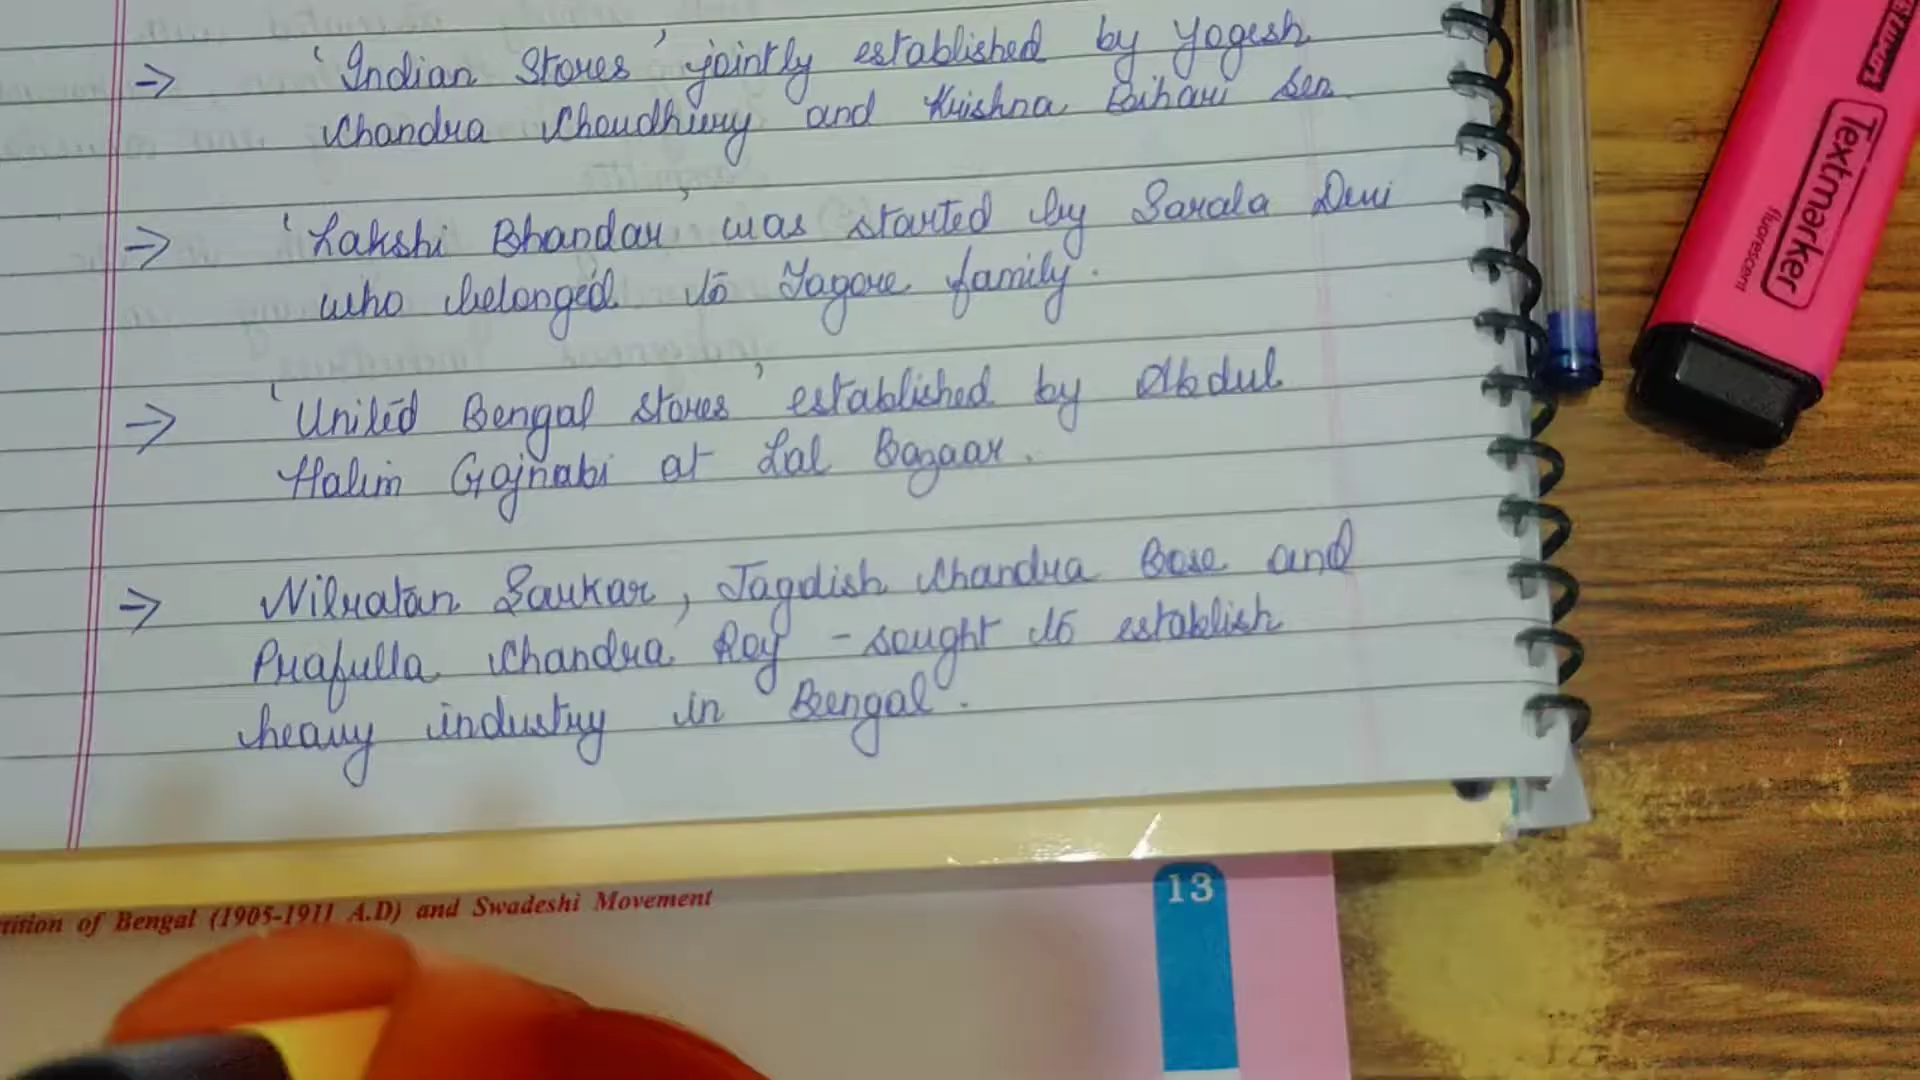 → 'Indian Stores' jointly established by Yogesh
Chandra Choudhury and Krishna Bihari Sen
→ 'Lakshi Bhandar' was started by Sarala Devi
who belonged to Tagore family.
→ 'United Bengal stores' established by Abdul
Halim Gajnabi at Lal Bazaar.
→ Nilratan Sarkar, Jagdish Chandra Bose and
Prafulla Chandra Roy - sought to establish
heavy industry in Bengal.
of Bengal (1905-1911 A.D) and Swadeshi Movement
13
Textmarker
fluorescent